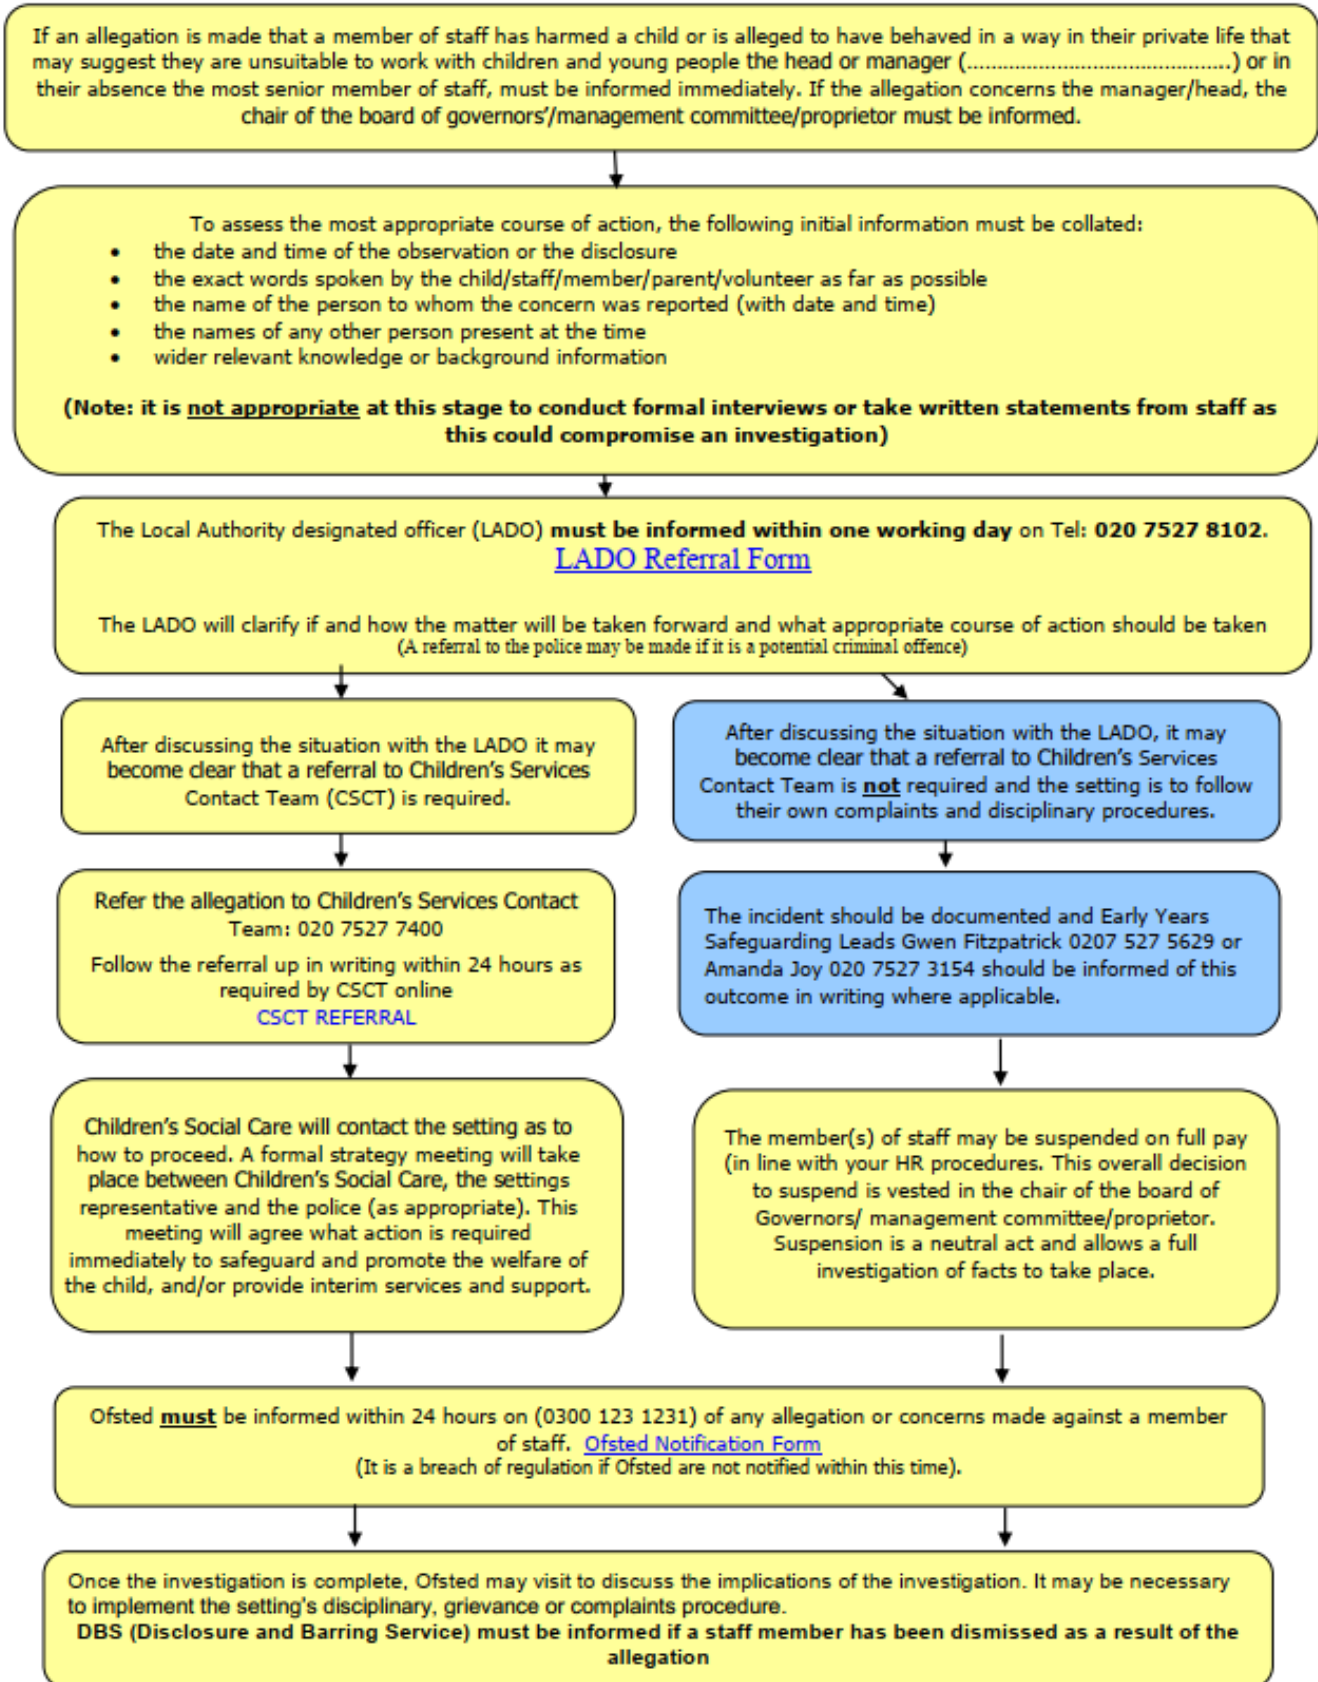 If an allegation is made that a member of staff has harmed a child or is alleged to have behaved in a way in their private life that
may suggest they are unsuitable to work with children and young people the head or manager (............................................) or in
their absence the most senior member of staff, must be informed immediately. If the allegation concerns the manager/head, the
chair of the board of governors'/management committee/proprietor must be informed.
To assess the most appropriate course of action, the following initial information must be collated:
• the date and time of the observation or the disclosure
• the exact words spoken by the child/staff/member/parent/volunteer as far as possible
• the name of the person to whom the concern was reported (with date and time)
• the names of any other person present at the time
• wider relevant knowledge or background information
(Note: it is not appropriate at this stage to conduct formal interviews or take written statements from staff as
this could compromise an investigation)
The Local Authority designated officer (LADO) must be informed within one working day on Tel: 020 7527 8102.
LADO Referral Form
The LADO will clarify if and how the matter will be taken forward and what appropriate course of action should be taken
(A referral to the police may be made if it is a potential criminal offence)
After discussing the situation with the LADO it may
become clear that a referral to Children's Services
Contact Team (CSCT) is required.
Refer the allegation to Children's Services Contact
Team: 020 7527 7400
Follow the referral up in writing within 24 hours as
required by CSCT online
CSCT REFERRAL
Children's Social Care will contact the setting as to
how to proceed. A formal strategy meeting will take
place between Children's Social Care, the settings
representative and the police (as appropriate). This
meeting will agree what action is required
immediately to safeguard and promote the welfare of
the child, and/or provide interim services and support.
After discussing the situation with the LADO, it may
become clear that a referral to Children's Services
Contact Team is not required and the setting is to follow
their own complaints and disciplinary procedures.
The incident should be documented and Early Years
Safeguarding Leads Gwen Fitzpatrick 0207 527 5629 or
Amanda Joy 020 7527 3154 should be informed of this
outcome in writing where applicable.
The member(s) of staff may be suspended on full pay
(in line with your HR procedures. This overall decision
to suspend is vested in the chair of the board of
Governors/ management committee/proprietor.
Suspension is a neutral act and allows a full
investigation of facts to take place.
Ofsted must be informed within 24 hours on (0300 123 1231) of any allegation or concerns made against a member
of staff. Ofsted Notification Form
(It is a breach of regulation if Ofsted are not notified within this time).
Once the investigation is complete, Ofsted may visit to discuss the implications of the investigation. It may be necessary
to implement the setting's disciplinary, grievance or complaints procedure.
DBS (Disclosure and Barring Service) must be informed if a staff member has been dismissed as a result of the
allegation